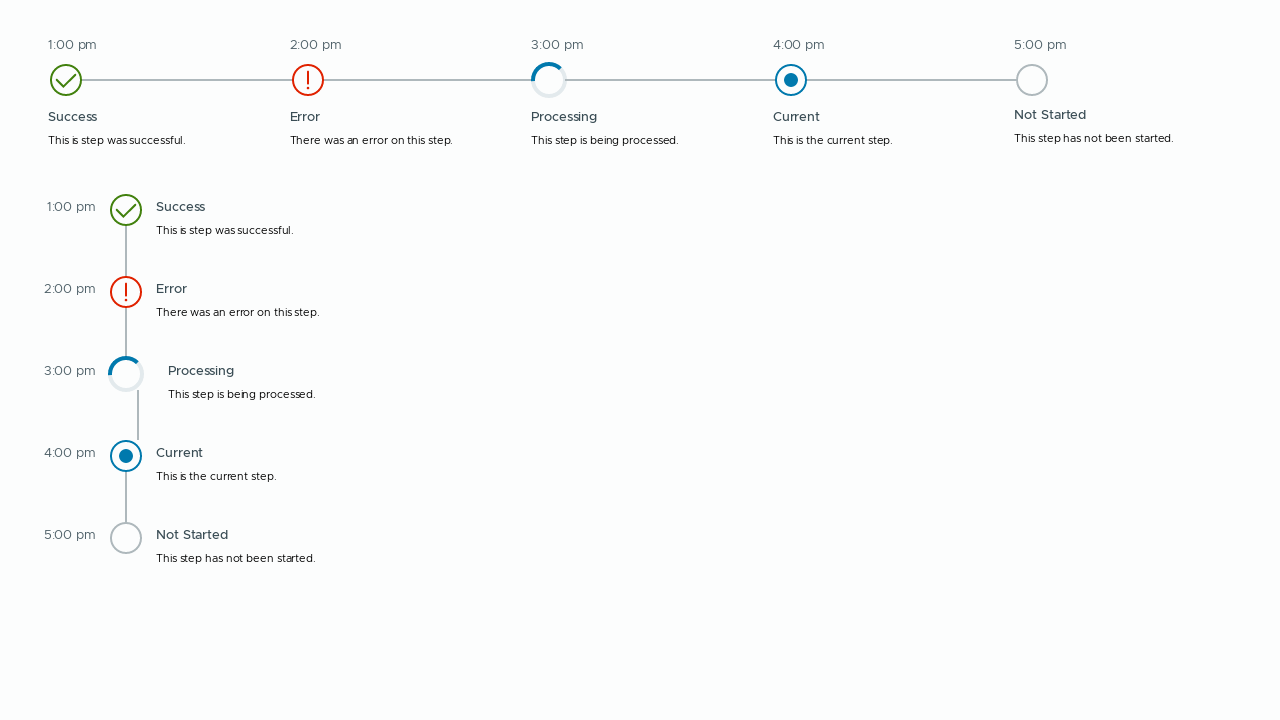 1:00 pm 2:00 pm 3:00 pm 4:00 pm 5:00 pm
Success Error Processing Current Not Started
This is step was successful. There was an error on this step. This step is being processed. This is the current step. This step has not been started.
1:00 pm Success
This is step was successful.
2:00 pm Error
There was an error on this step.
3:00 pm Processing
This step is being processed.
4:00 pm Current
This is the current step.
5:00 pm Not Started
This step has not been started.